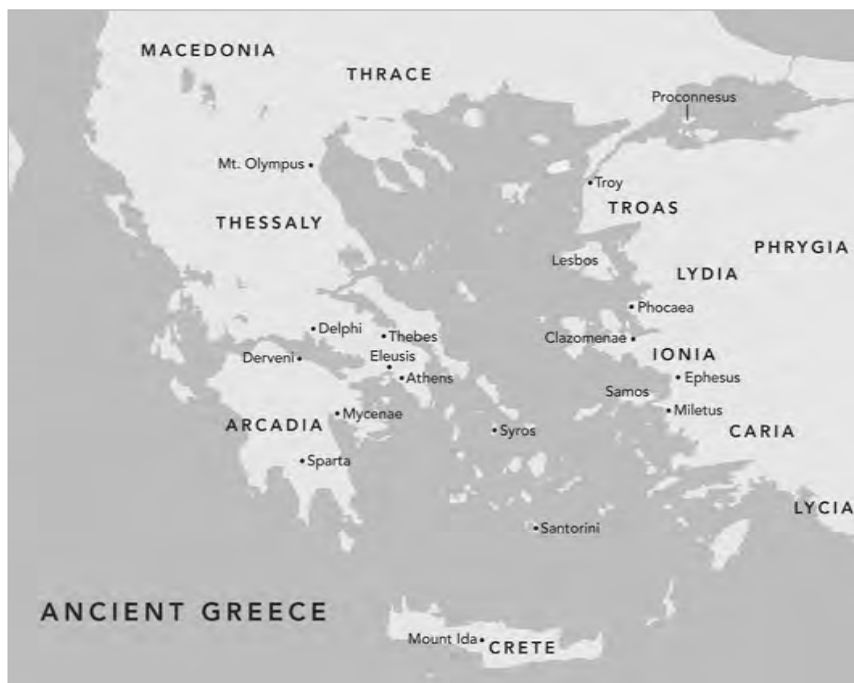 MACEDONIA
THRACE
Proconnesus
Mt. Olympus
Troy
TROAS
THESSALY
PHRYGIA
Lesbos
LYDIA
Phocaea
Delphi
Thebes
Clazomenae
Derveni
Eleusis
IONIA
Athens
Ephesus
Samos
Mycenae
Miletus
ARCADIA
Syros
CARIA
Sparta
LYCIA
Santorini
ANCIENT GREECE
Mount Ida
CRETE